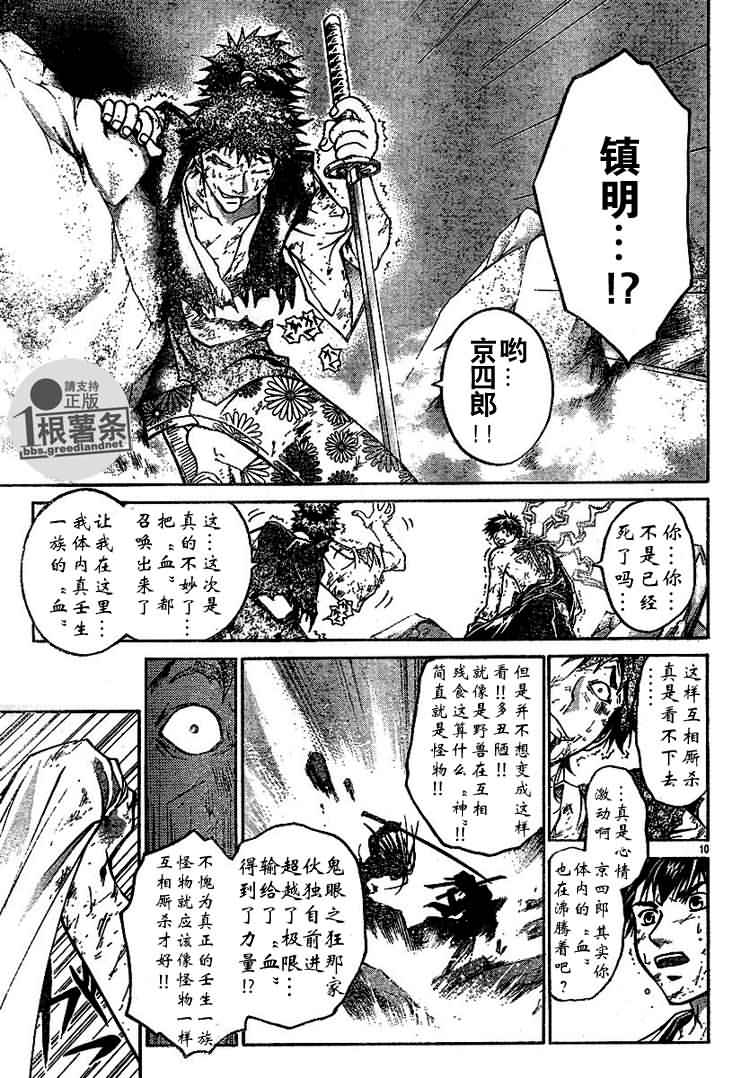 镇明…
!?
哟…
京四郎
!!
請支持
正版
1根薯条
bbs.greedland.net
你…你…
不是已经
死了吗…
这…这次是
真的不妙了…
把“血”都
召唤出来了
让我在这里…
我体内真壬生
一族的“血”
这样互相厮杀
真是看不下去
……
…真是心情
激动啊 京四郎
其实你
体内的“血”
也在沸腾着吧?
10
但是并不想变成这样
看!!多丑陋!!
就像是野兽在互相
残食这算什么“神”!!
简直就是怪物!!
鬼眼之狂那家
伙独自前进
超越了极限…
输给了“血”
得到了力量!?
不愧为真正的壬生一族
怪物就应该像怪物一样
互相厮杀才好!!